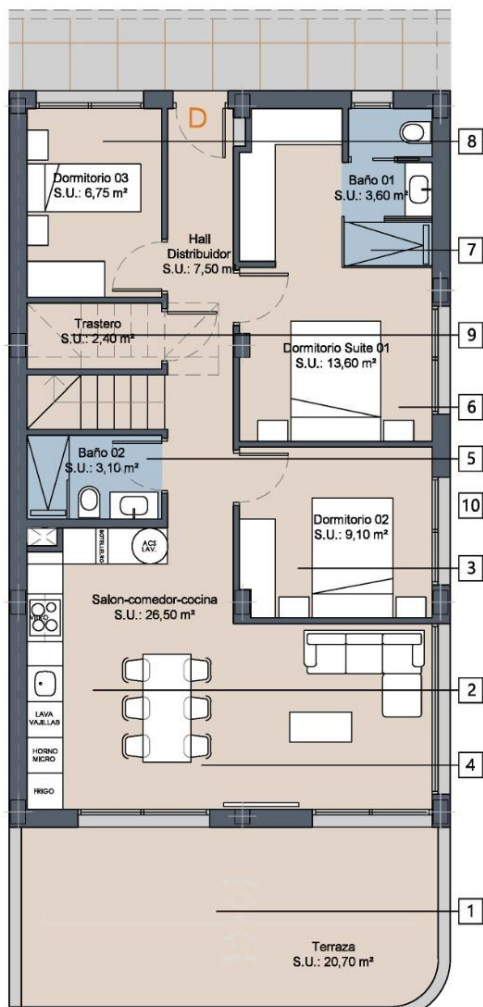 D
8
Dormitorio 03
S.U.: 6,75 m²
Baño 01
S.U.: 3,60 m²
Hall
Distribuidor
S.U.: 7,50 m²
7
Trastero
S.U.: 2,40 m²
9
Dormitorio Suite 01
S.U.: 13,60 m²
6
Baño 02
S.U.: 3,10 m²
5
10
Dormitorio 02
S.U.: 9,10 m²
BOTELLERO
ACS
LAV.
3
Salon-comedor-cocina
S.U.: 26,50 m²
2
LAVA
VAJILLAS
HORNO
MICRO
4
FRIGO
1
Terraza
S.U.: 20,70 m²